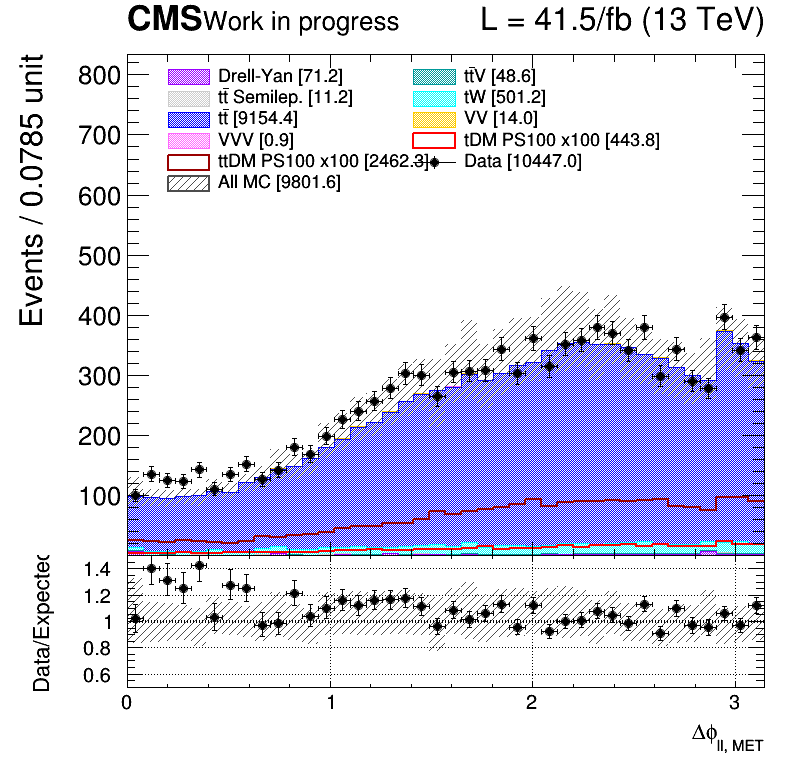 CMS Work in progress L = 41.5/fb (13 TeV)
Events / 0.0785 unit
800
700
600
500
400
300
200
100
Drell-Yan [71.2]
tt̄V [48.6]
tt̄ Semilep. [11.2]
tW [501.2]
tt̄ [9154.4]
VV [14.0]
VVV [0.9]
tDM PS100 x100 [443.8]
ttDM PS100 x100 [2462.3]
Data [10447.0]
All MC [9801.6]
Data/Expected
1.4
1.2
1
0.8
0.6
0 1 2 3
Δϕll, MET